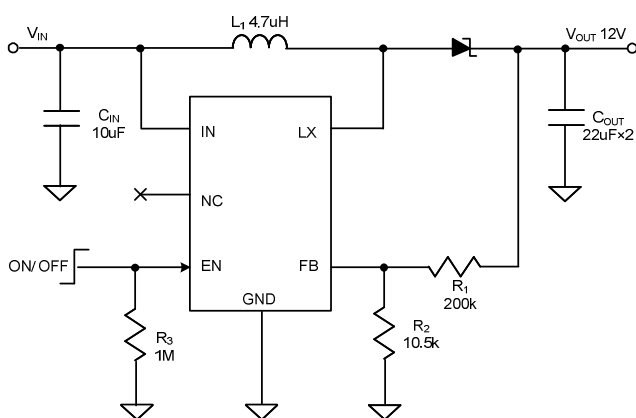 L1 4.7uH
VIN
VOUT 12V
CIN
10uF
COUT
22uF×2
IN
LX
NC
ON/OFF
EN
FB
GND
R1
200k
R2
10.5k
R3
1M